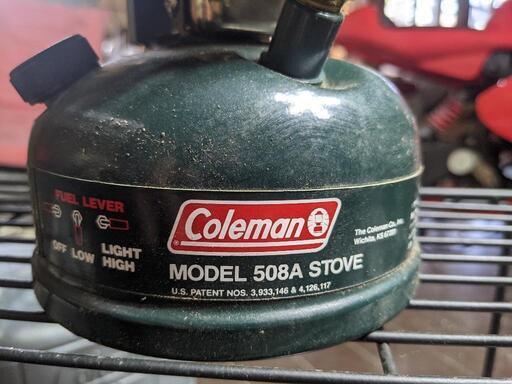 FUEL LEVER
OFF LOW LIGHT
HIGH
Coleman
MODEL 508A STOVE
U.S. PATENT NOS. 3,933,146 & 4,126,117
The Coleman Co., Inc.
Wichita, KS 67201